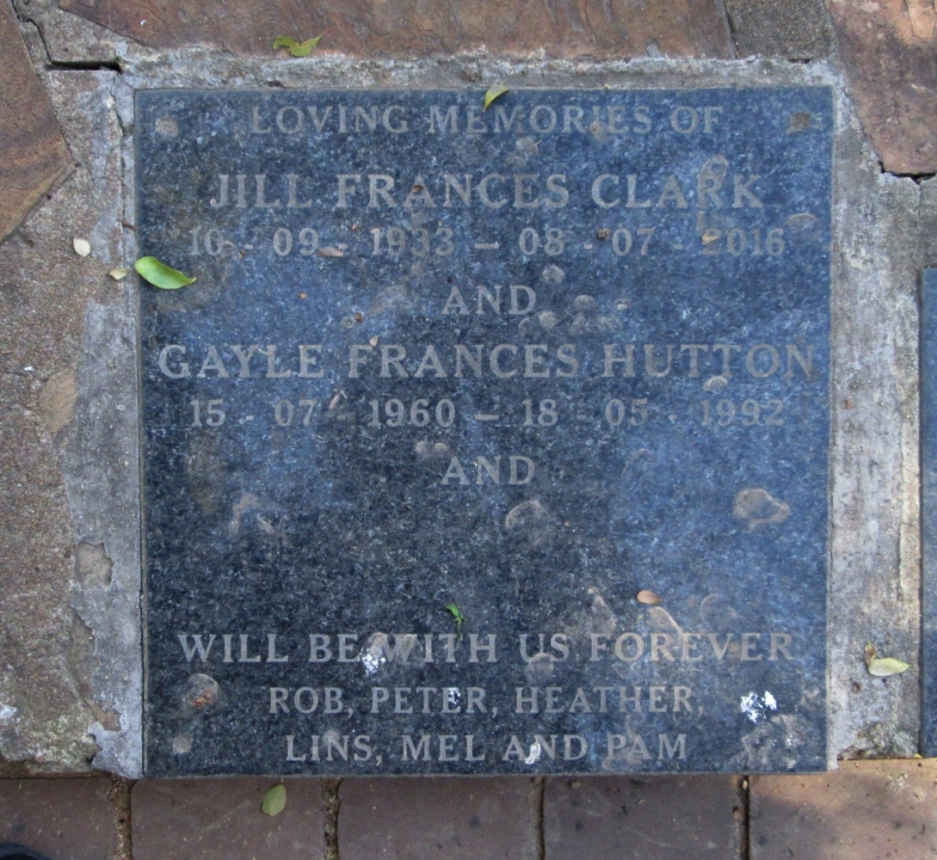 LOVING MEMORIES OF
JILL FRANCES CLARK
10 - 09 - 1933 – 08 - 07 - 2016
AND
GAYLE FRANCES HUTTON
15 - 07 - 1960 – 18 - 05 - 1992
AND
WILL BE WITH US FOREVER
ROB, PETER, HEATHER,
LINS, MEL AND PAM